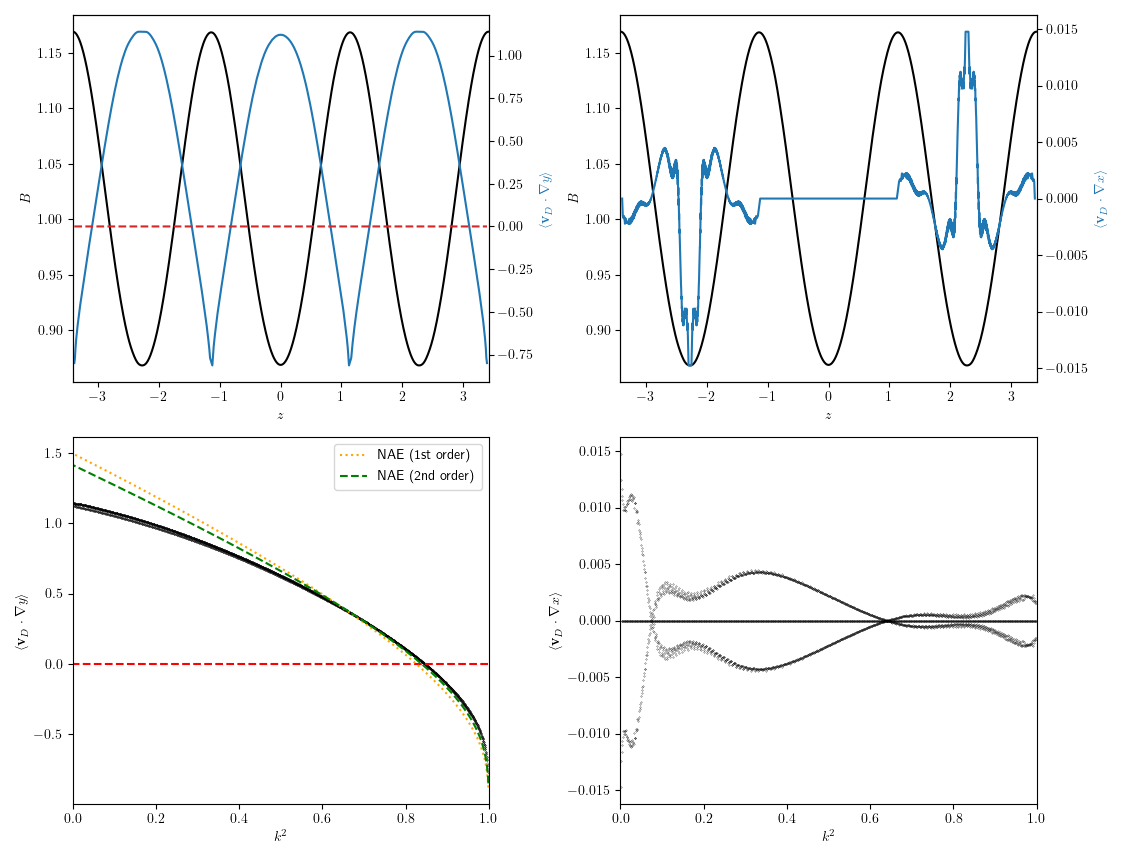 1.15
1.10
1.05
1.00
0.95
0.90
B
1.00
0.75
0.50
0.25
0.00
−0.25
−0.50
−0.75
⟨v_D · ∇y⟩
−3 −2 −1 0 1 2 3
z
1.15
1.10
1.05
1.00
0.95
0.90
B
0.015
0.010
0.005
0.000
−0.005
−0.010
−0.015
⟨v_D · ∇x⟩
−3 −2 −1 0 1 2 3
z
NAE (1st order)
NAE (2nd order)
1.5
1.0
0.5
0.0
−0.5
⟨v_D · ∇y⟩
0.0 0.2 0.4 0.6 0.8 1.0
k²
0.015
0.010
0.005
0.000
−0.005
−0.010
−0.015
⟨v_D · ∇x⟩
0.0 0.2 0.4 0.6 0.8 1.0
k²